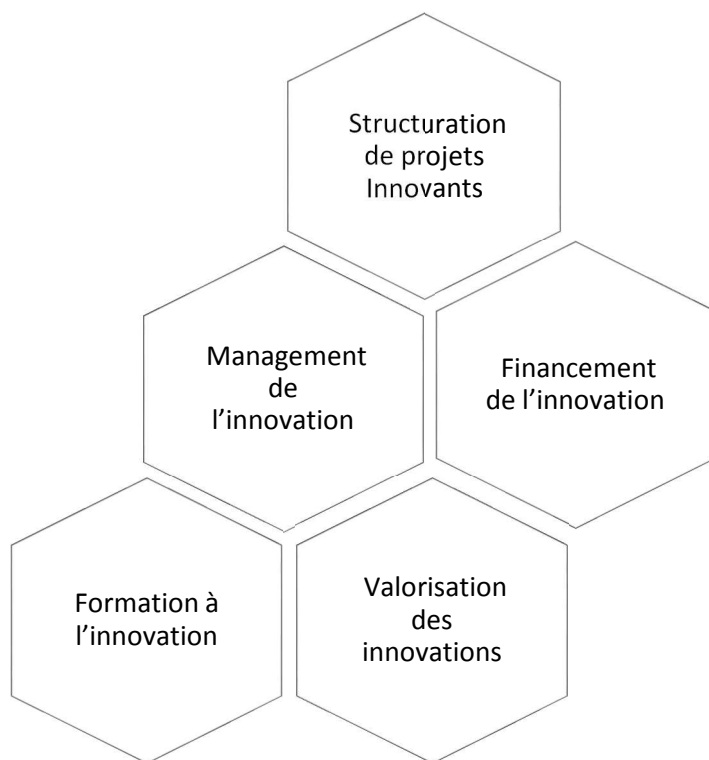 Structuration
de projets
Innovants
Management
de
l’innovation
Financement
de l’innovation
Formation à
l’innovation
Valorisation
des
innovations